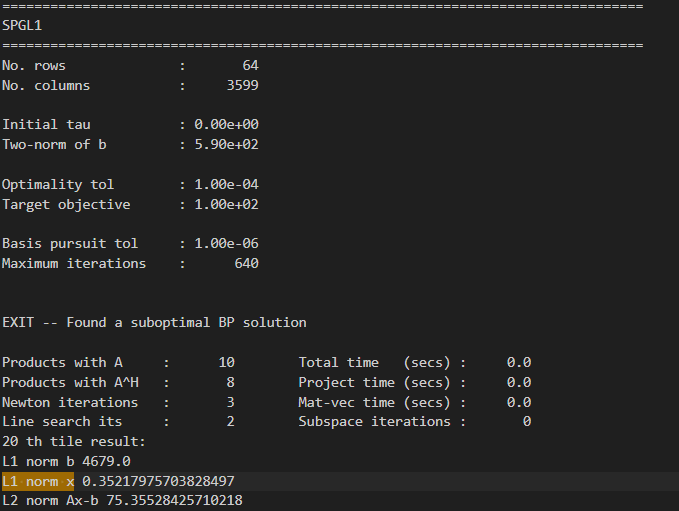 ================================================================================
SPGL1
================================================================================
No. rows              :       64
No. columns           :     3599

Initial tau           : 0.00e+00
Two-norm of b         : 5.90e+02

Optimality tol        : 1.00e-04
Target objective      : 1.00e+02

Basis pursuit tol     : 1.00e-06
Maximum iterations    :      640

EXIT -- Found a suboptimal BP solution

Products with A     :      10        Total time   (secs) :     0.0
Products with A^H   :       8        Project time (secs) :     0.0
Newton iterations   :       3        Mat-vec time (secs) :     0.0
Line search its     :       2        Subspace iterations :       0
20 th tile result:
L1 norm b 4679.0
L1 norm x 0.35217975703828497
L2 norm Ax-b 75.35528425710218